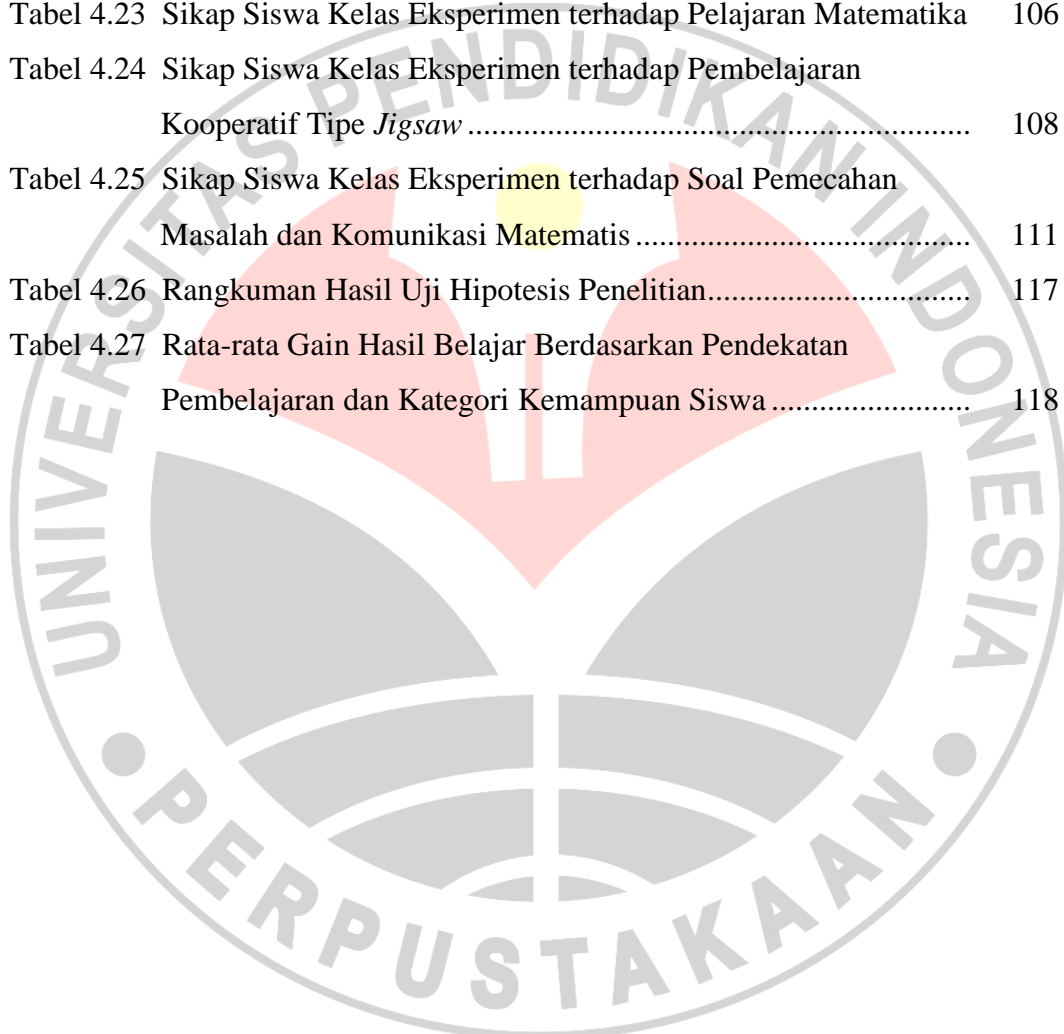 Tabel 4.23 Sikap Siswa Kelas Eksperimen terhadap Pelajaran Matematika 106
Tabel 4.24 Sikap Siswa Kelas Eksperimen terhadap Pembelajaran
Kooperatif Tipe Jigsaw ................................................................. 108
Tabel 4.25 Sikap Siswa Kelas Eksperimen terhadap Soal Pemecahan
Masalah dan Komunikasi Matematis ........................................... 111
Tabel 4.26 Rangkuman Hasil Uji Hipotesis Penelitian.................................. 117
Tabel 4.27 Rata-rata Gain Hasil Belajar Berdasarkan Pendekatan
Pembelajaran dan Kategori Kemampuan Siswa ......................... 118
UNIVERSITAS PENDIDIKAN INDONESIA
PERPUSTAKAAN